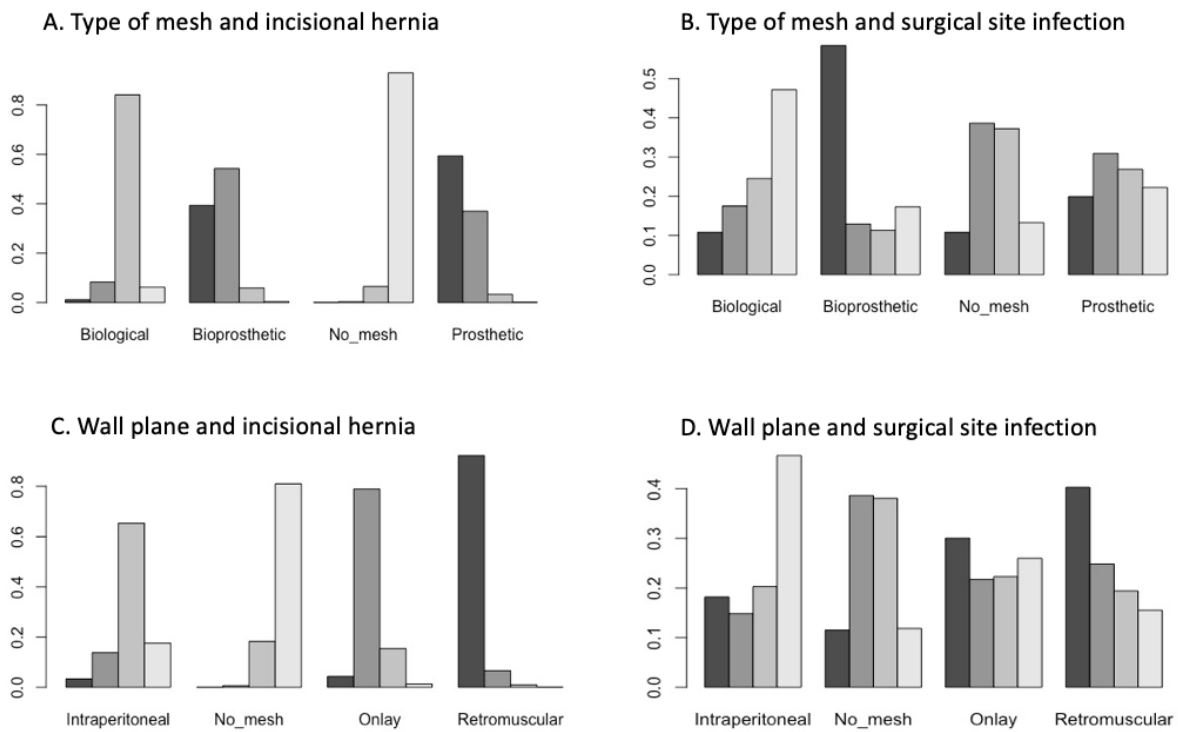 A. Type of mesh and incisional hernia
0.0 0.2 0.4 0.6 0.8
Biological Bioprosthetic No_mesh Prosthetic
B. Type of mesh and surgical site infection
0.0 0.1 0.2 0.3 0.4 0.5
Biological Bioprosthetic No_mesh Prosthetic
C. Wall plane and incisional hernia
0.0 0.2 0.4 0.6 0.8
Intraperitoneal No_mesh Onlay Retromuscular
D. Wall plane and surgical site infection
0.0 0.1 0.2 0.3 0.4
Intraperitoneal No_mesh Onlay Retromuscular